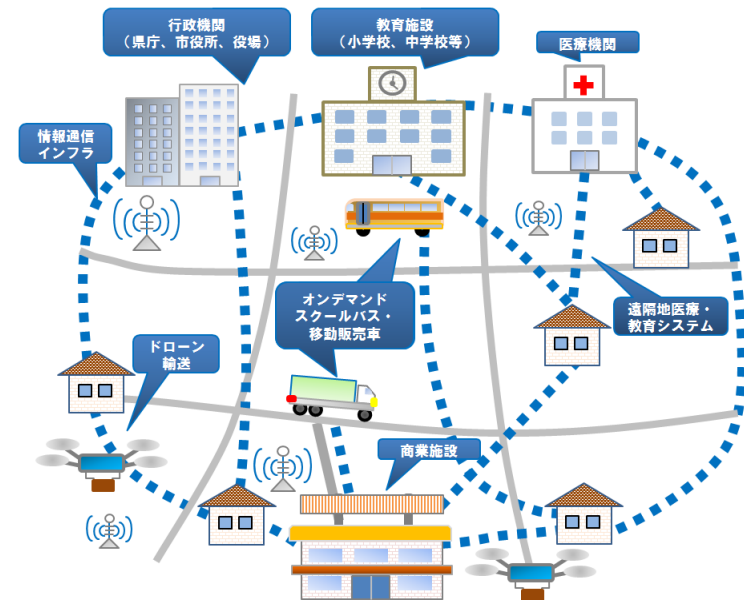 行政機関
（県庁、市役所、役場）
教育施設
（小学校、中学校等）
医療機関
情報通信
インフラ
オンデマンド
スクールバス・
移動販売車
遠隔地医療・
教育システム
ドローン
輸送
商業施設